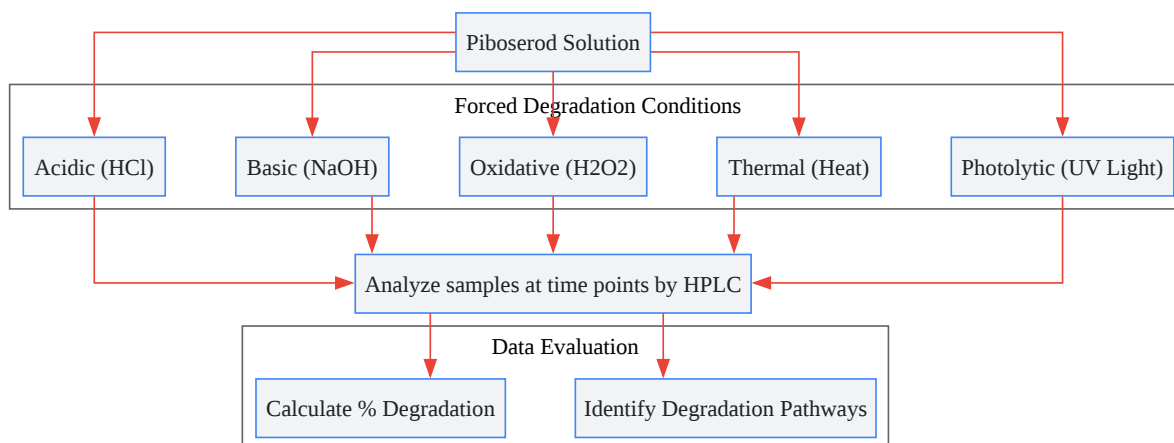 Piboserod Solution
Forced Degradation Conditions
Acidic (HCl)
Basic (NaOH)
Oxidative (H2O2)
Thermal (Heat)
Photolytic (UV Light)
Analyze samples at time points by HPLC
Data Evaluation
Calculate % Degradation
Identify Degradation Pathways